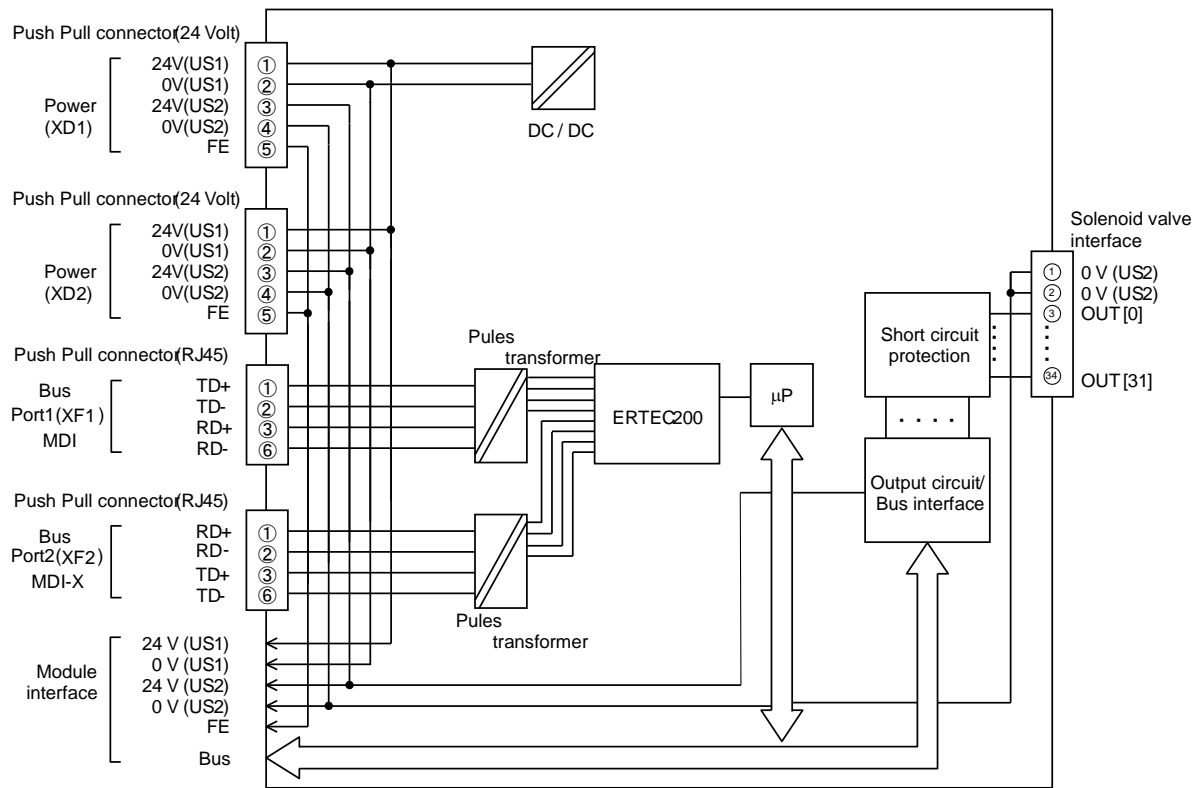 Push Pull connector(24 Volt)
24V(US1) ①
0V(US1) ②
24V(US2) ③
0V(US2) ④
FE ⑤
Power
(XD1)
DC / DC
Push Pull connector(24 Volt)
24V(US1) ①
0V(US1) ②
24V(US2) ③
0V(US2) ④
FE ⑤
Power
(XD2)
Solenoid valve
interface
① 0 V (US2)
② 0 V (US2)
③ OUT [0]
㉞ OUT [31]
Short circuit
protection
Push Pull connector(RJ45)
Bus
Port1(XF1)
MDI
TD+ ①
TD- ②
RD+ ③
RD- ⑥
Pules
transformer
ERTEC200
µP
Output circuit/
Bus interface
Push Pull connector(RJ45)
Bus
Port2(XF2)
MDI-X
RD+ ①
RD- ②
TD+ ③
TD- ⑥
Pules
transformer
Module
interface
24 V (US1)
0 V (US1)
24 V (US2)
0 V (US2)
FE
Bus